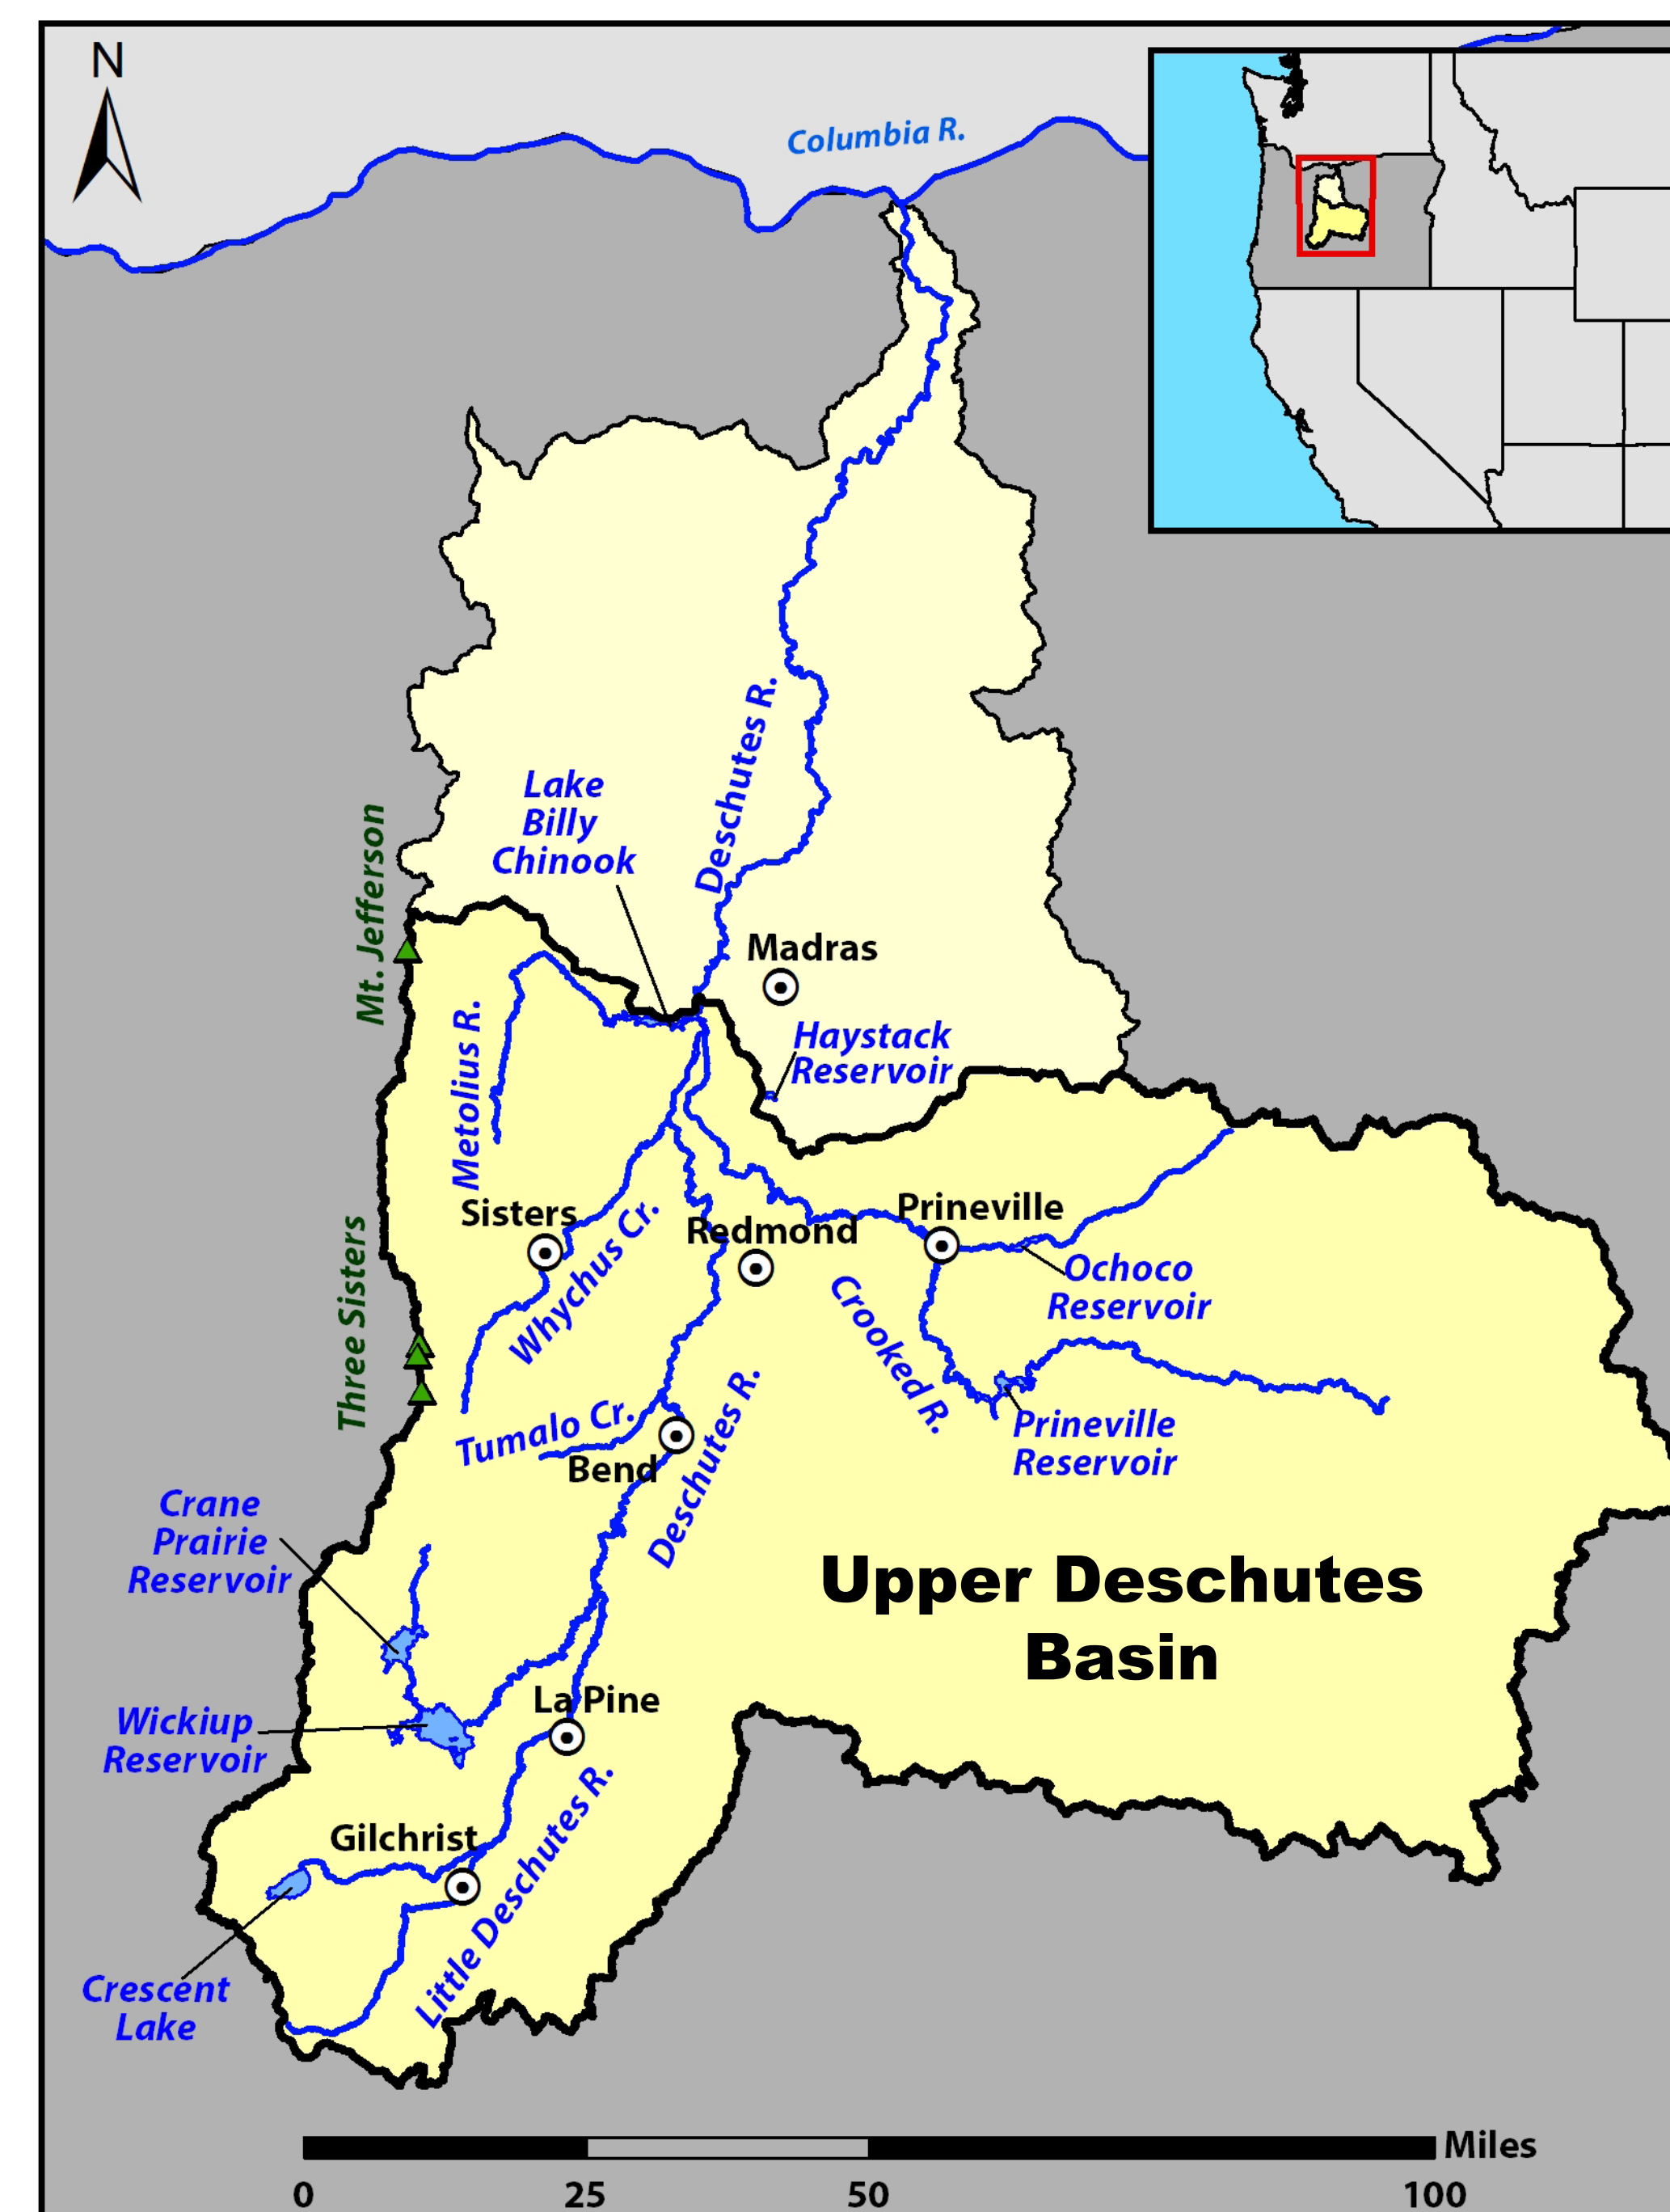 N
Columbia R.
Deschutes R.
Lake
Billy
Chinook
Mt. Jefferson
Madras
Haystack
Reservoir
Metolius R.
Sisters
Whychus Cr.
Redmond
Prineville
Ochoco
Reservoir
Three Sisters
Crooked R.
Tumalo Cr.
Bend
Deschutes R.
Prineville
Reservoir
Crane
Prairie
Reservoir
Upper Deschutes
Basin
Wickiup
Reservoir
La Pine
Gilchrist
Little Deschutes R.
Crescent
Lake
Miles
0 25 50 100